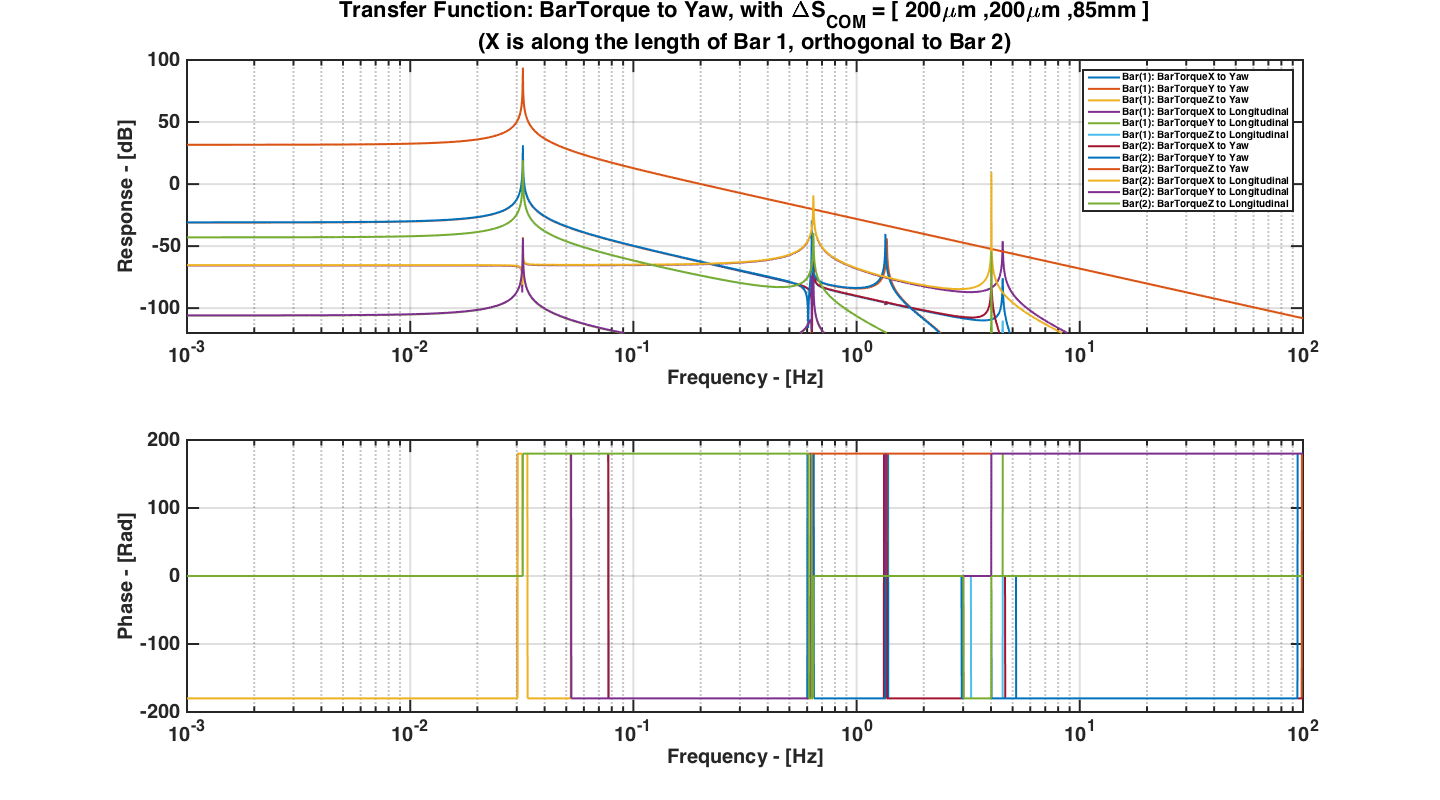 Transfer Function: BarTorque to Yaw, with ΔS_COM = [ 200μm ,200μm ,85mm ]
(X is along the length of Bar 1, orthogonal to Bar 2)
100
50
0
-50
-100
Response - [dB]
Bar(1): BarTorqueX to Yaw
Bar(1): BarTorqueY to Yaw
Bar(1): BarTorqueZ to Yaw
Bar(1): BarTorqueX to Longitudinal
Bar(1): BarTorqueY to Longitudinal
Bar(1): BarTorqueZ to Longitudinal
Bar(2): BarTorqueX to Yaw
Bar(2): BarTorqueY to Yaw
Bar(2): BarTorqueZ to Yaw
Bar(2): BarTorqueX to Longitudinal
Bar(2): BarTorqueY to Longitudinal
Bar(2): BarTorqueZ to Longitudinal
10^-3 10^-2 10^-1 10^0 10^1 10^2
Frequency - [Hz]
200
100
0
-100
-200
Phase - [Rad]
10^-3 10^-2 10^-1 10^0 10^1 10^2
Frequency - [Hz]